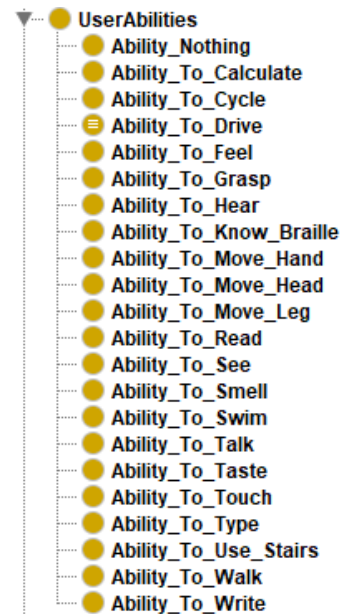 UserAbilities
Ability_Nothing
Ability_To_Calculate
Ability_To_Cycle
Ability_To_Drive
Ability_To_Feel
Ability_To_Grasp
Ability_To_Hear
Ability_To_Know_Braille
Ability_To_Move_Hand
Ability_To_Move_Head
Ability_To_Move_Leg
Ability_To_Read
Ability_To_See
Ability_To_Smell
Ability_To_Swim
Ability_To_Talk
Ability_To_Taste
Ability_To_Touch
Ability_To_Type
Ability_To_Use_Stairs
Ability_To_Walk
Ability_To_Write